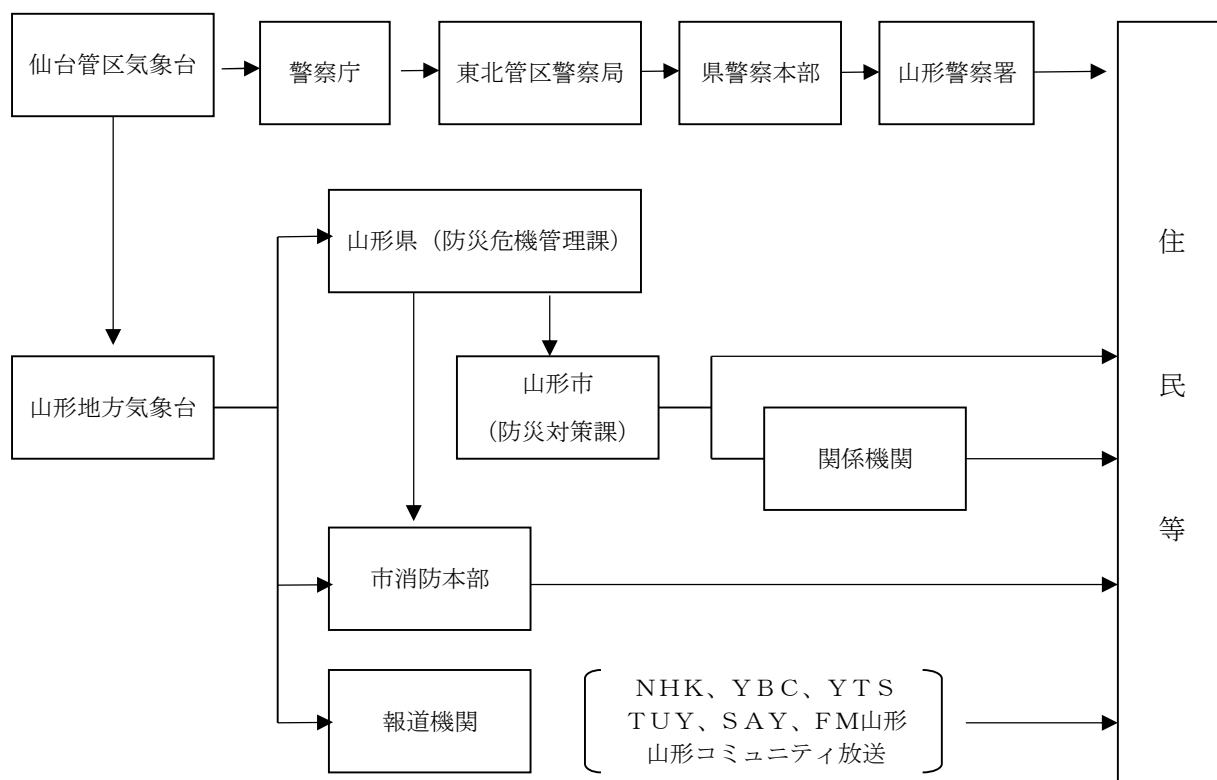 仙台管区気象台
警察庁
東北管区警察局
県警察本部
山形警察署
山形県（防災危機管理課）
山形地方気象台
山形市
（防災対策課）
関係機関
市消防本部
報道機関
ＮＨＫ、ＹＢＣ、ＹＴＳ
ＴＵＹ、ＳＡＹ、ＦＭ山形
山形コミュニティ放送
住
民
等